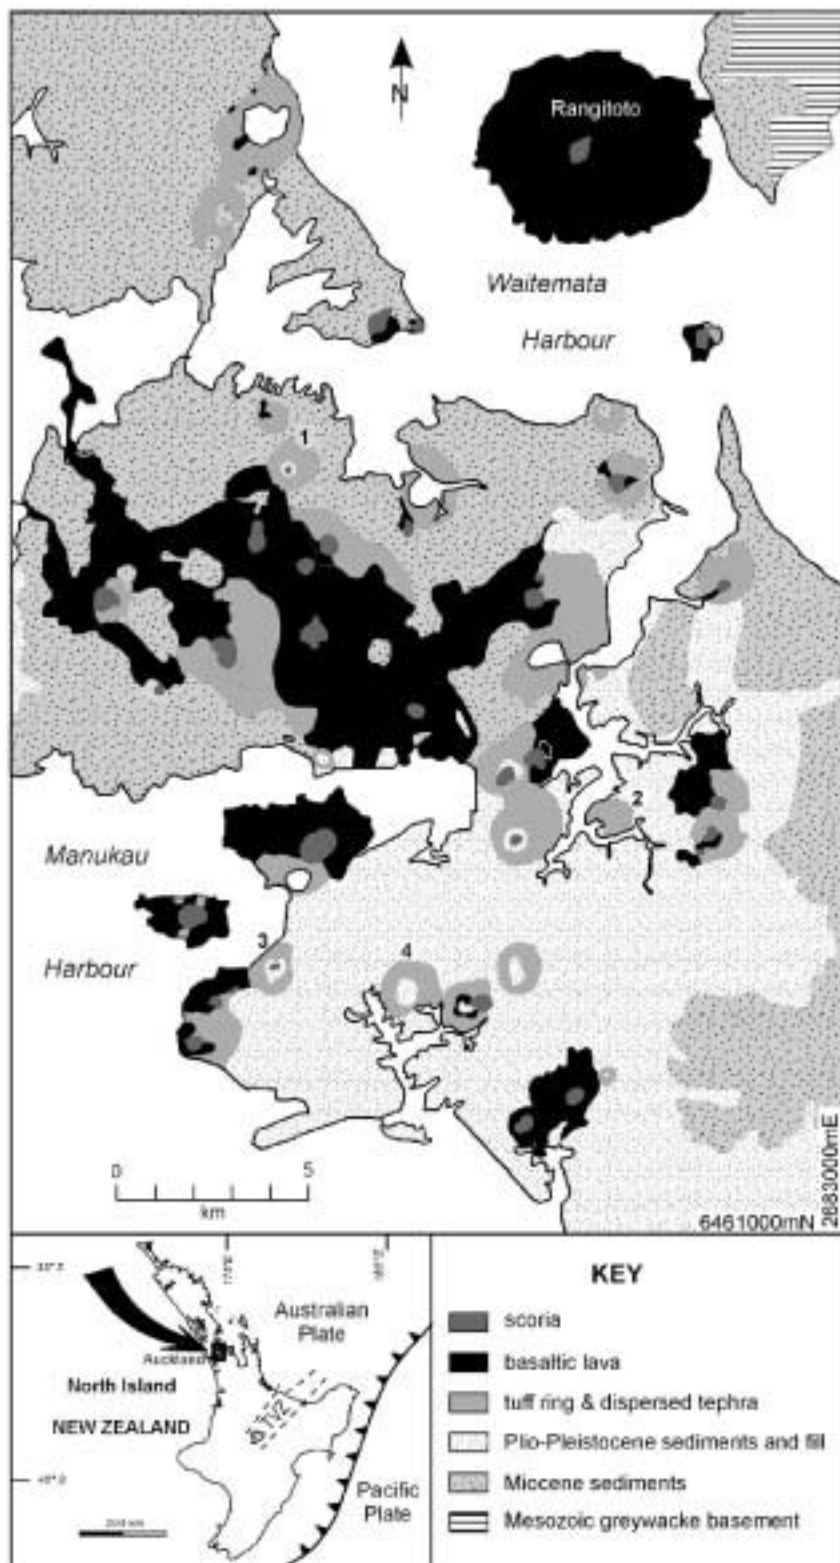 N
Rangitoto
Waitemata
Harbour
1
2
Manukau
Harbour
3
4
0
5
km
6461000mN
2683000mE
Australian
Plate
Auckland
North Island
NEW ZEALAND
TVZ
Pacific
Plate
KEY
scoria
basaltic lava
tuff ring & dispersed tephra
Plio-Pleistocene sediments and fill
Miocene sediments
Mesozoic greywacke basement